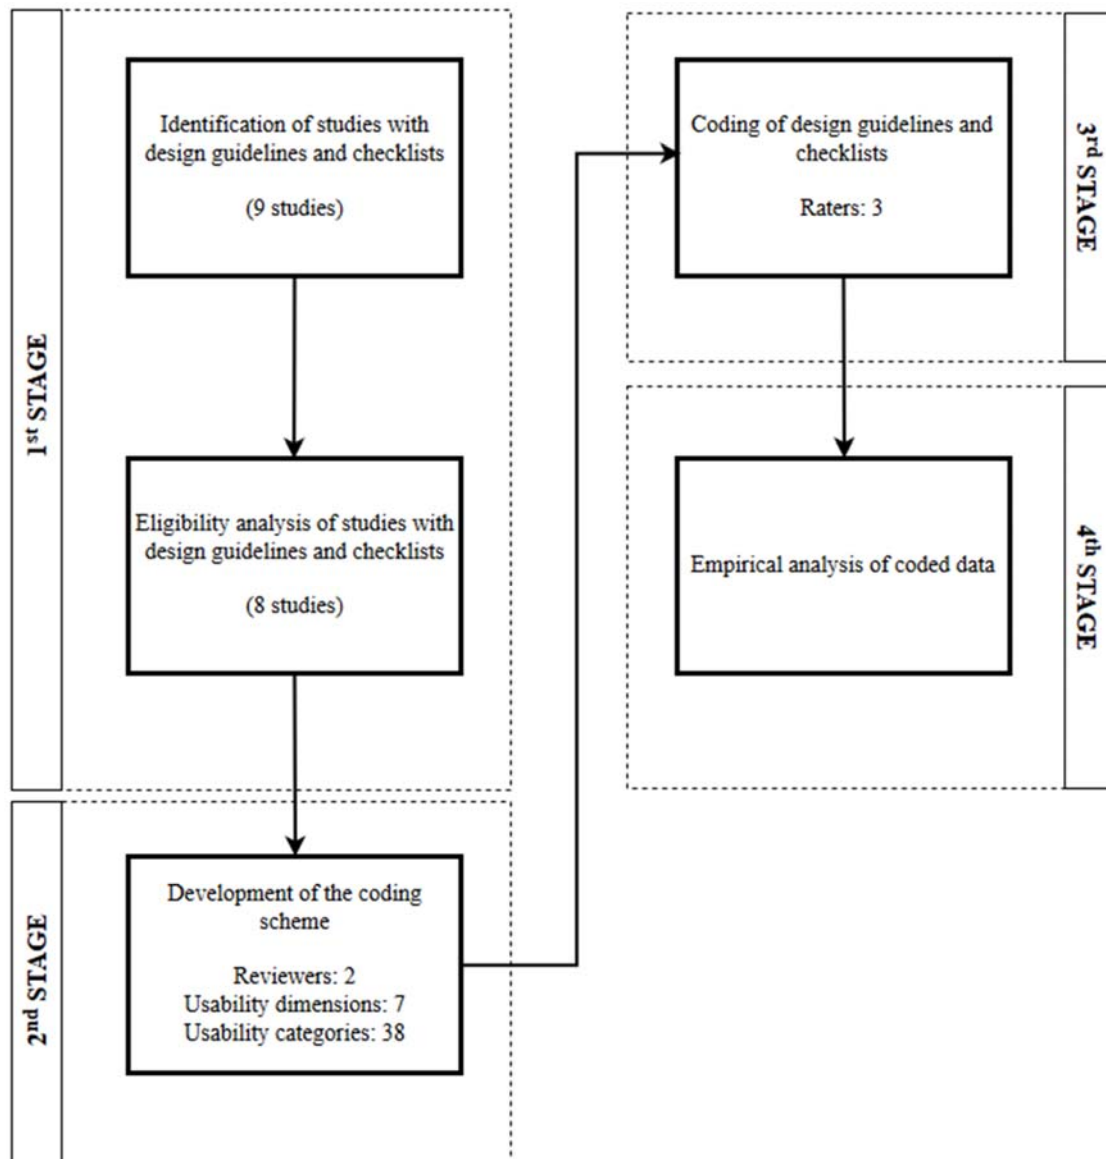 1st STAGE
Identification of studies with
design guidelines and checklists
(9 studies)
Eligibility analysis of studies with
design guidelines and checklists
(8 studies)
2nd STAGE
Development of the coding
scheme
Reviewers: 2
Usability dimensions: 7
Usability categories: 38
3rd STAGE
Coding of design guidelines and
checklists
Raters: 3
4th STAGE
Empirical analysis of coded data